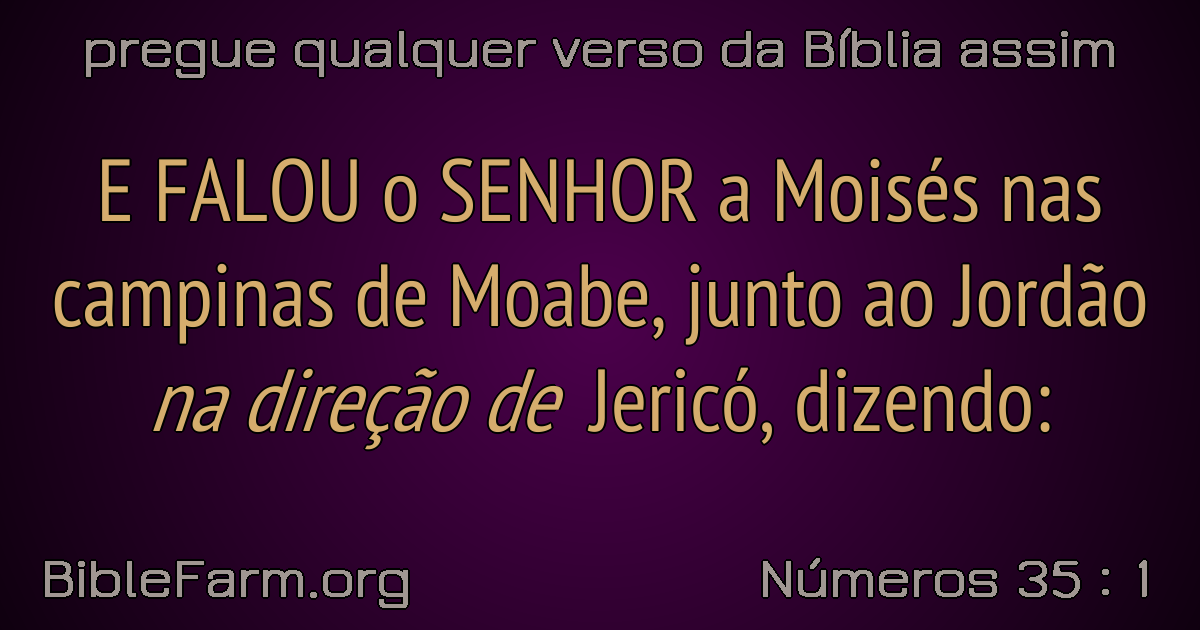 pregue qualquer verso da Bíblia assim
E FALOU o SENHOR a Moisés nas
campinas de Moabe, junto ao Jordão
na direção de Jericó, dizendo:
BibleFarm.org
Números 35 : 1